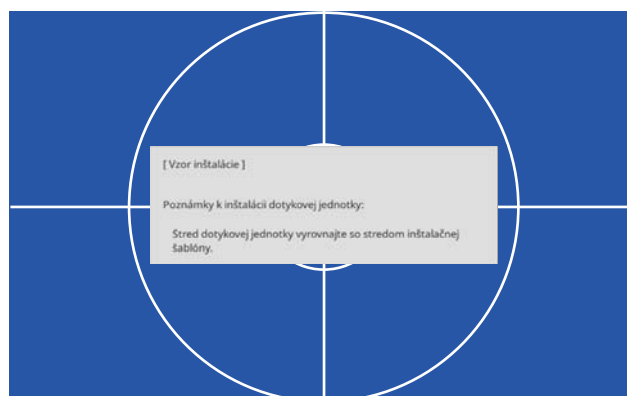 [ Vzor inštalácie ]
Poznámky k inštalácii dotykovej jednotky:
Stred dotykovej jednotky vyrovnajte so stredom inštalačnej
šablóny.